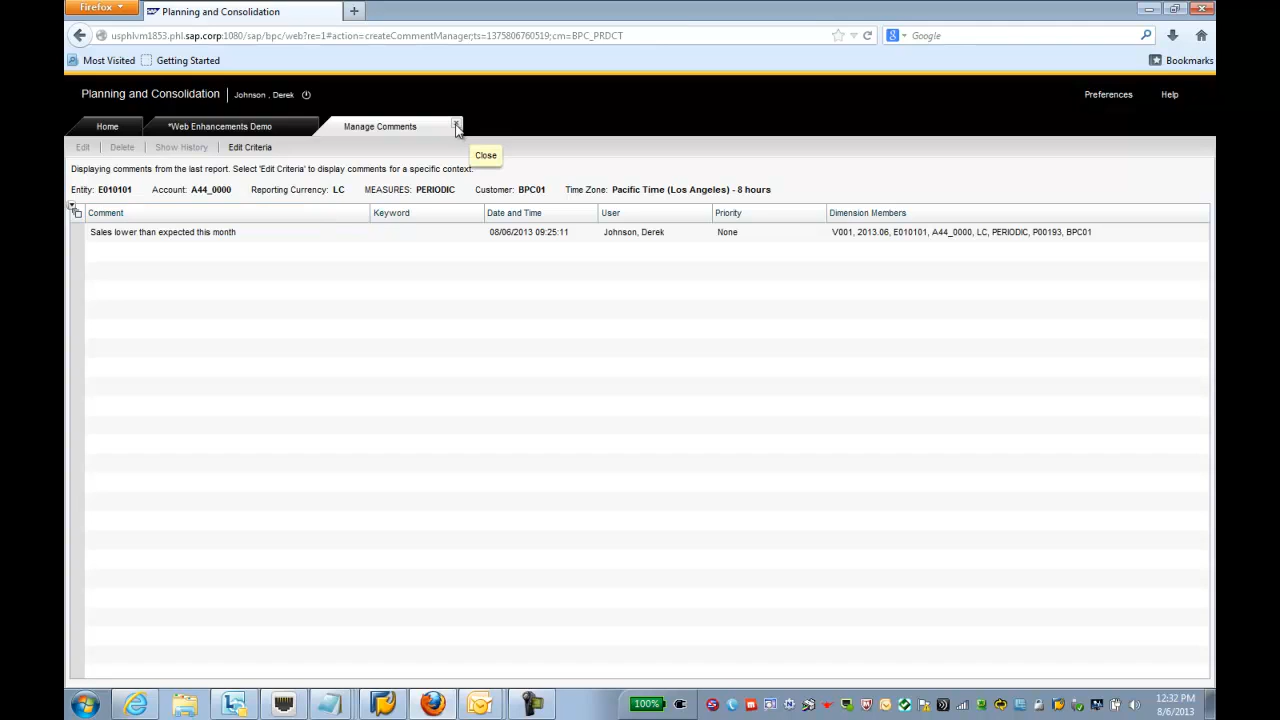 Firefox
Planning and Consolidation
usphlvm1853.phl.sap.corp:1080/sap/bpc/web?re=1#action=createCommentManager;ts=1375806760519;cm=BPC_PRDCT
Google
Most Visited
Getting Started
Bookmarks
Planning and Consolidation
Johnson , Derek
Preferences
Help
Home
*Web Enhancements Demo
Manage Comments
Edit
Delete
Show History
Edit Criteria
Close
Displaying comments from the last report. Select 'Edit Criteria' to display comments for a specific context.
Entity: E010101 Account: A44_0000 Reporting Currency: LC MEASURES: PERIODIC Customer: BPC01 Time Zone: Pacific Time (Los Angeles) - 8 hours
Comment Keyword Date and Time User Priority Dimension Members
Sales lower than expected this month 08/06/2013 09:25:11 Johnson, Derek None V001, 2013.06, E010101, A44_0000, LC, PERIODIC, P00193, BPC01
100%
12:32 PM
8/6/2013